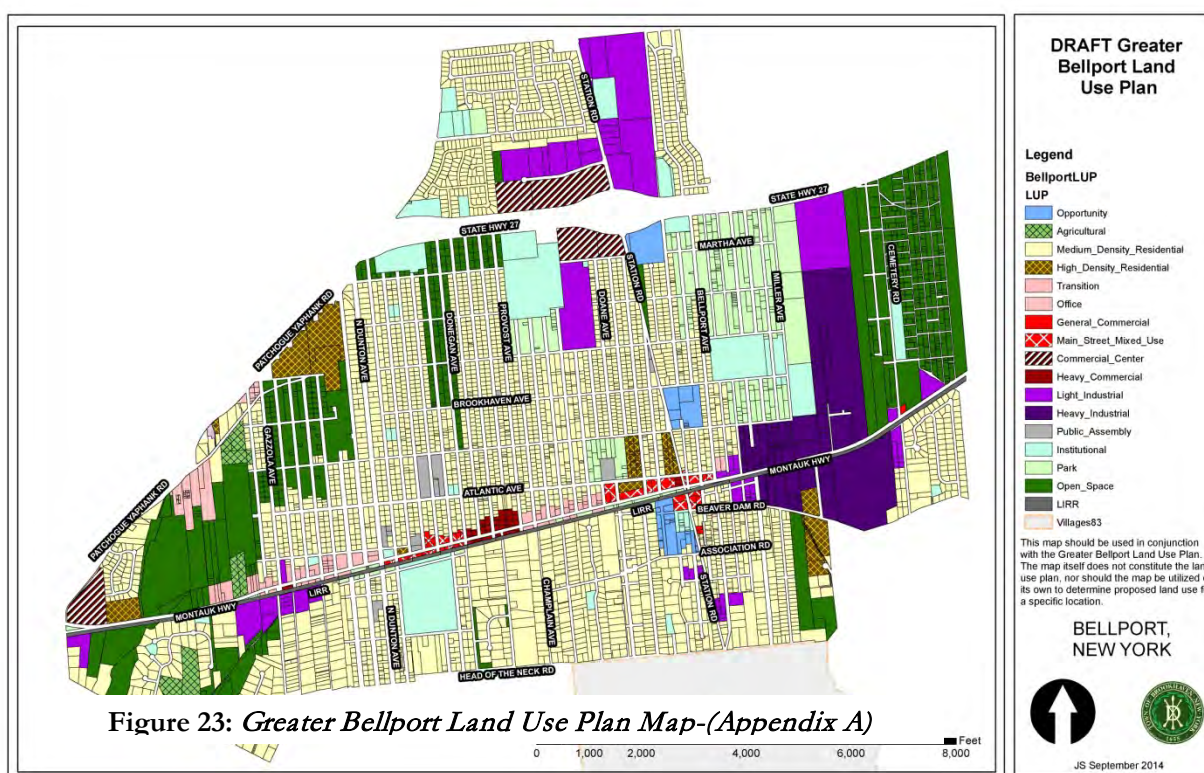 STATION RD
STATE HWY 27
STATE HWY 27
MARTHA AVE
STATION RD
PATCHOGUE YAPHANK RD
N DUNTON AVE
DONEGAN AVE
PROVOST AVE
DOANE AVE
BELLPORT AVE
MILLER AVE
CEMETERY RD
BROOKHAVEN AVE
GAZZOLA AVE
PATCHOGUE YAPHANK RD
ATLANTIC AVE
MONTAUK HWY
LIRR
BEAVER DAM RD
ASSOCIATION RD
STATION RD
MONTAUK HWY
LIRR
N DUNTON AVE
CHAMPLAIN AVE
HEAD OF THE NECK RD
Figure 23: Greater Bellport Land Use Plan Map-(Appendix A)
Feet
0 1,000 2,000 4,000 6,000 8,000
DRAFT Greater
Bellport Land
Use Plan
Legend
BellportLUP
LUP
Opportunity
Agricultural
Medium_Density_Residential
High_Density_Residential
Transition
Office
General_Commercial
Main_Street_Mixed_Use
Commercial_Center
Heavy_Commercial
Light_Industrial
Heavy_Industrial
Public_Assembly
Institutional
Park
Open_Space
LIRR
Villages83
This map should be used in conjunction
with the Greater Bellport Land Use Plan.
The map itself does not constitute the lan
use plan, nor should the map be utilized
its own to determine proposed land use f
a specific location.
BELLPORT,
NEW YORK
JS September 2014